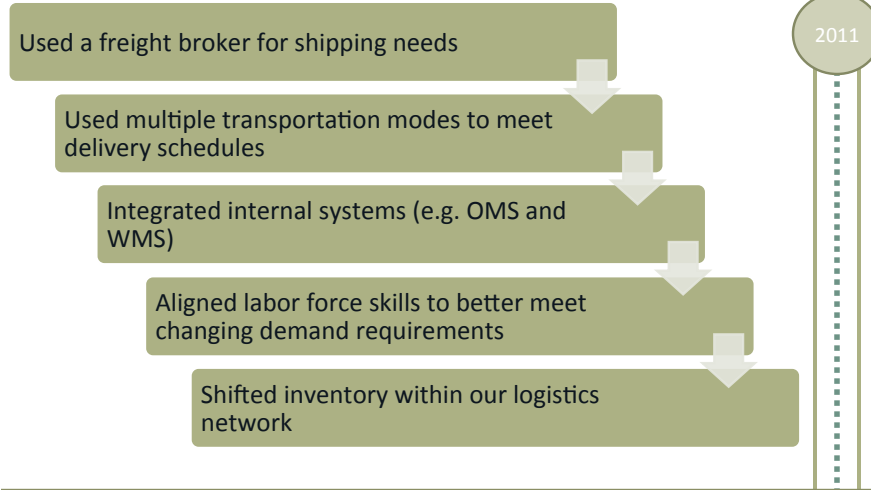 Used a freight broker for shipping needs
2011
Used multiple transportation modes to meet
delivery schedules
Integrated internal systems (e.g. OMS and
WMS)
Aligned labor force skills to better meet
changing demand requirements
Shifted inventory within our logistics
network